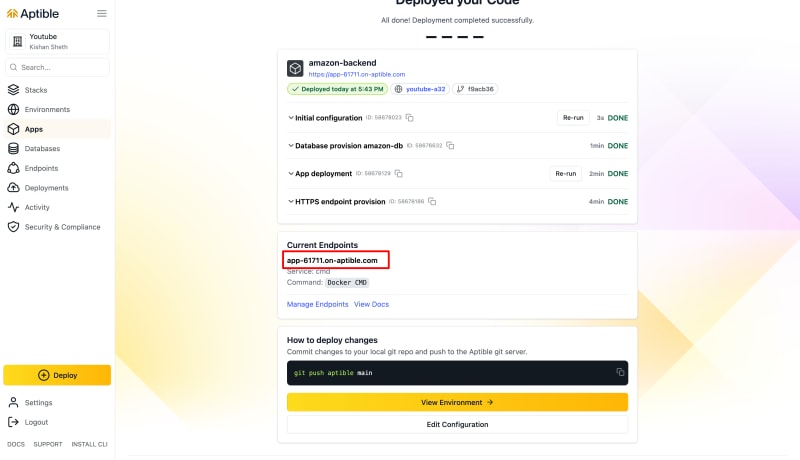 Aptible
Youtube
Kishan Sheth
Search...
Stacks
Environments
Apps
Databases
Endpoints
Deployments
Activity
Security & Compliance
Deploy
Settings
Logout
DOCS SUPPORT INSTALL CLI
Deployed your Code
All done! Deployment completed successfully.
amazon-backend
https://app-61711.on-aptible.com
Deployed today at 5:43 PM youtube-a32 f9acb36
Initial configuration ID: 58678023 Re-run 3s DONE
Database provision amazon-db ID: 58678632 1min DONE
App deployment ID: 58678129 Re-run 2min DONE
HTTPS endpoint provision ID: 58678186 4min DONE
Current Endpoints
app-61711.on-aptible.com
Service: cmd
Command: Docker CMD
Manage Endpoints View Docs
How to deploy changes
Commit changes to your local git repo and push to the Aptible git server.
git push aptible main
View Environment →
Edit Configuration